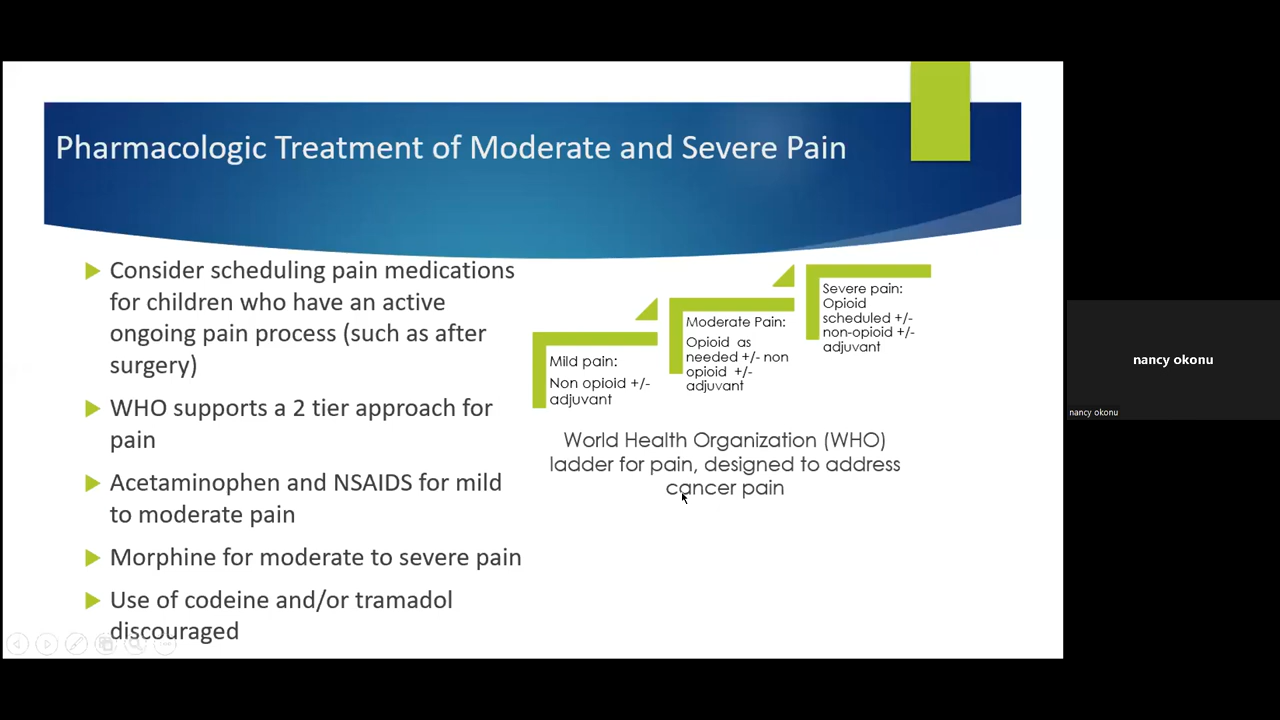 Pharmacologic Treatment of Moderate and Severe Pain
Consider scheduling pain medications
for children who have an active
ongoing pain process (such as after
surgery)
WHO supports a 2 tier approach for
pain
Acetaminophen and NSAIDS for mild
to moderate pain
Morphine for moderate to severe pain
Use of codeine and/or tramadol
discouraged
Mild pain:
Non opioid +/-
adjuvant
Moderate Pain:
Opioid as
needed +/- non
opioid +/-
adjuvant
Severe pain:
Opioid
scheduled +/-
non-opioid +/-
adjuvant
World Health Organization (WHO)
ladder for pain, designed to address
cancer pain
nancy okonu
nancy okonu